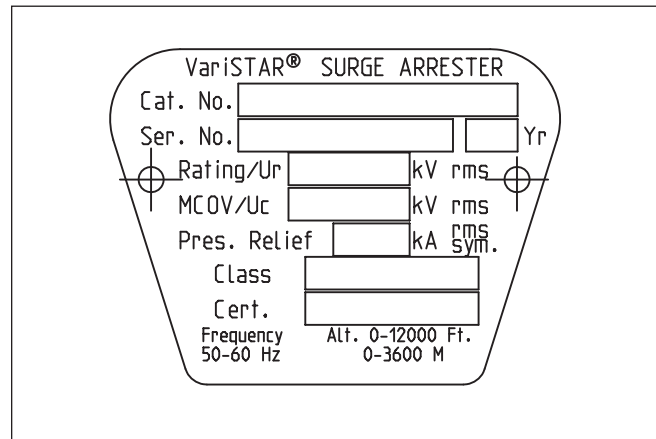 VariSTAR® SURGE ARRESTER
Cat. No.
Ser. No. Yr
Rating/Ur kV rms
MCOV/Uc kV rms
Pres. Relief kA rms sym.
Class
Cert.
Frequency Alt. 0-12000 Ft.
50-60 Hz 0-3600 M